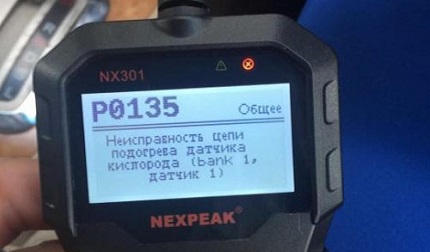 NX301
P0135 Общее
Неисправность цепи
подогрева датчика
кислорода (bank 1,
датчик 1)
NEXPEAK®